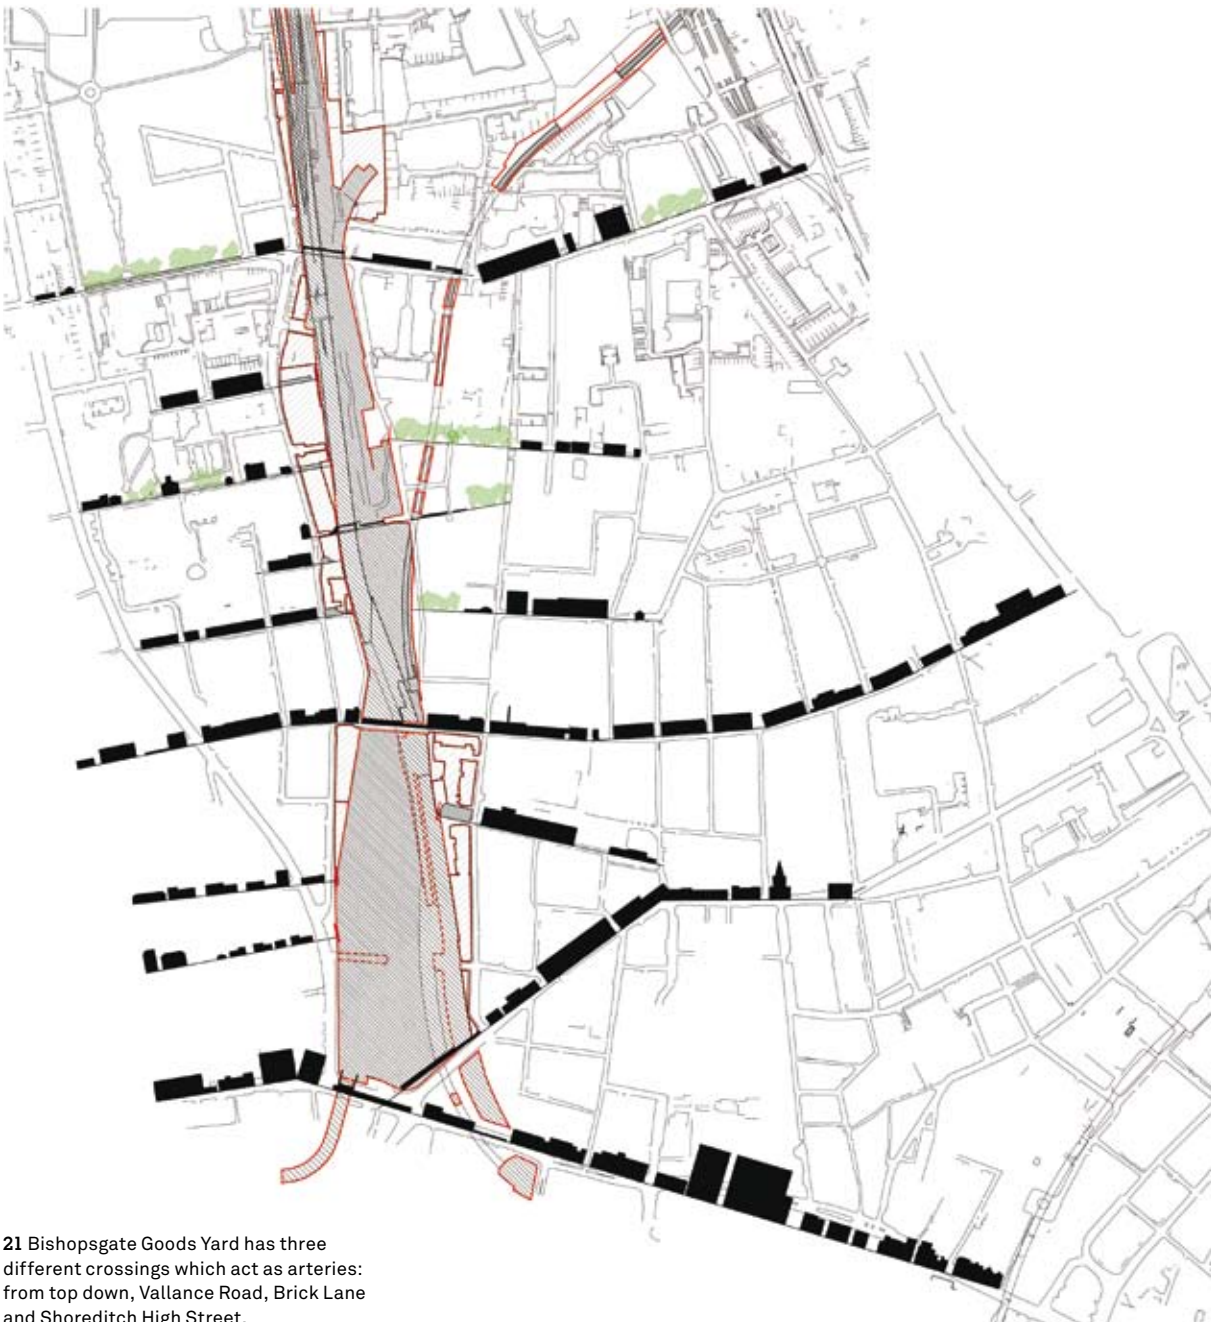 21 Bishopsgate Goods Yard has three
different crossings which act as arteries:
from top down, Vallance Road, Brick Lane
and Shoreditch High Street.